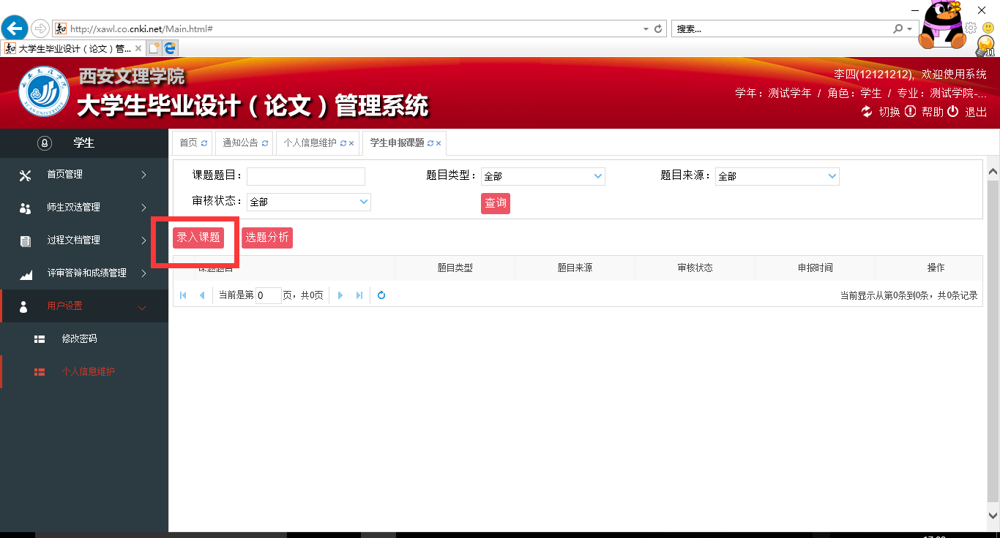 http://xawl.co.cnki.net/Main.html#
搜索...
大学生毕业设计（论文）管...
11
西安文理学院
大学生毕业设计（论文）管理系统
李四(12121212), 欢迎使用系统
学年：测试学年 / 角色：学生 / 专业：测试学院-...
切换 帮助 退出
学生
首页管理
师生双选管理
过程文档管理
评审答辩和成绩管理
用户设置
修改密码
个人信息维护
首页 通知公告 个人信息维护 学生申报课题
课题题目： 题目类型：全部 题目来源：全部
审核状态：全部 查询
录入课题 选题分析
课题题目 题目类型 题目来源 审核状态 申报时间 操作
当前是第 0 页，共0页 当前显示从第0条到0条，共0条记录